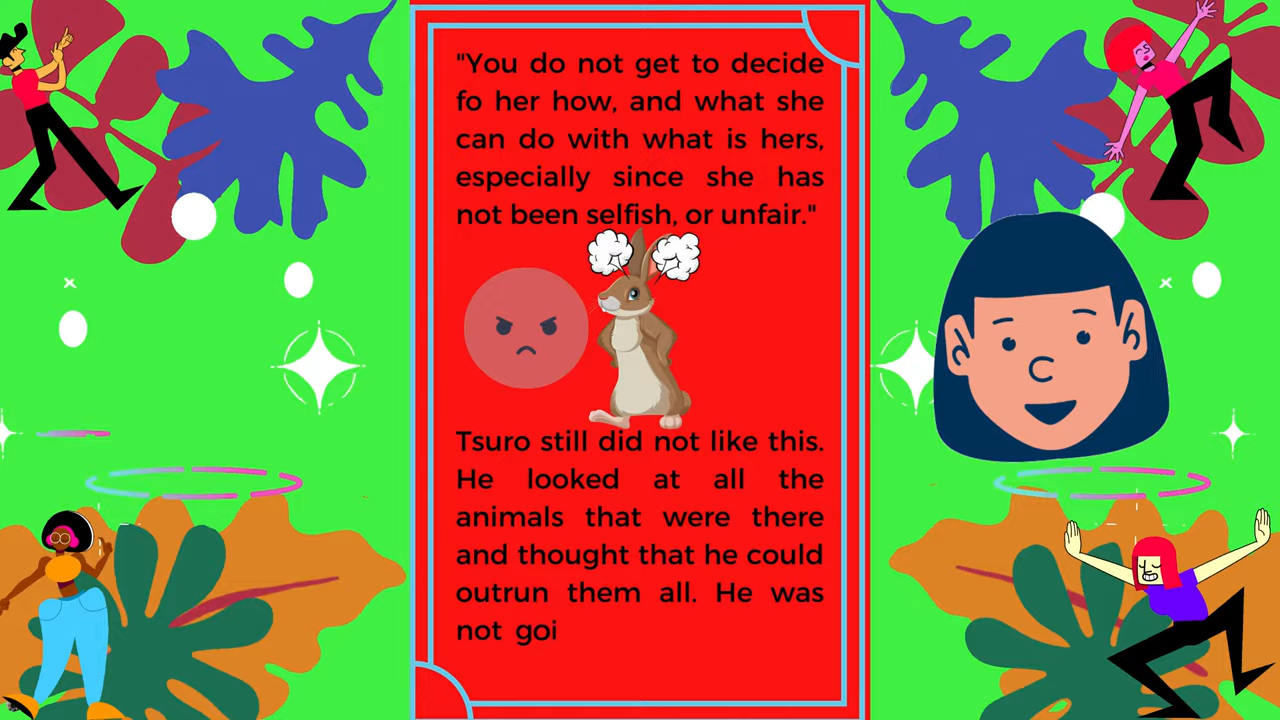 "You do not get to decide
fo her how, and what she
can do with what is hers,
especially since she has
not been selfish, or unfair."
Tsuro still did not like this.
He looked at all the
animals that were there
and thought that he could
outrun them all. He was
not goi